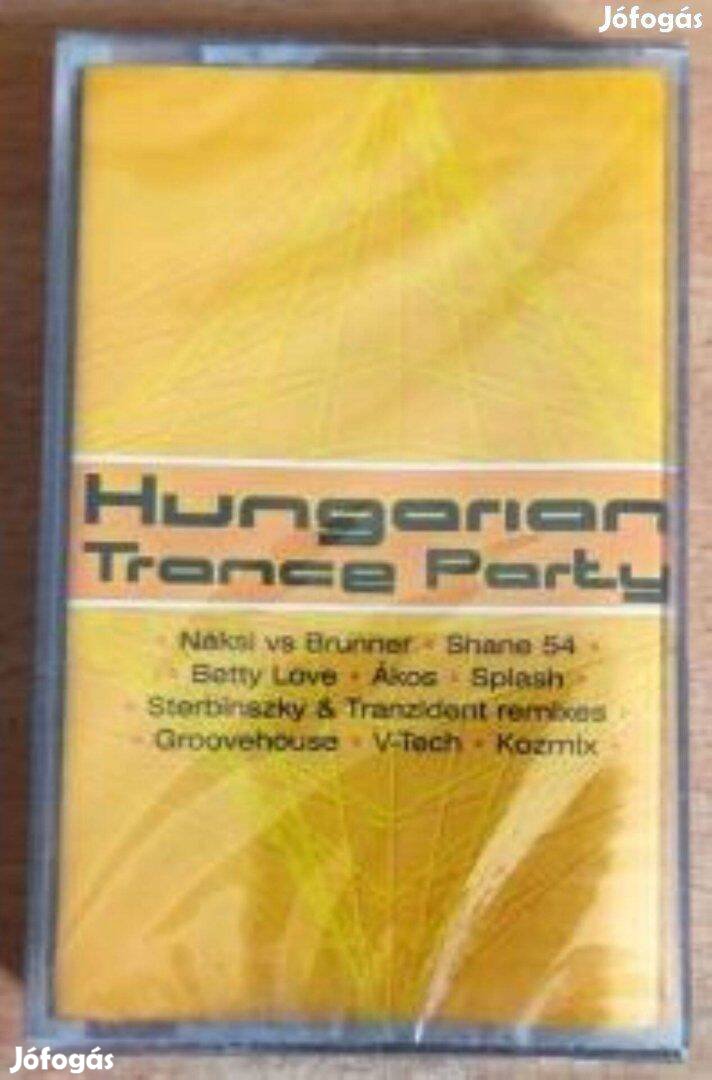 Jófogás
Hungarian
Trance Party
Náksi vs Brunner • Shane 54 •
• Betty Love • Ákos • Splash •
• Sterbinszky & Tranzident remixes •
• Groovehouse • V-Tech • Kozmix •
Jófogás